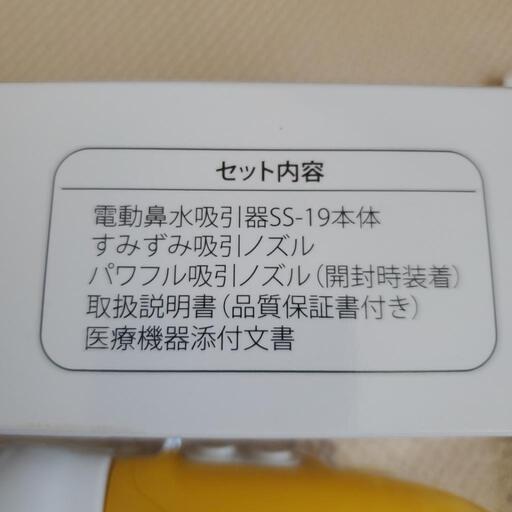 セット内容
電動鼻水吸引器SS-19本体
すみずみ吸引ノズル
パワフル吸引ノズル(開封時装着)
取扱説明書(品質保証書付き)
医療機器添付文書